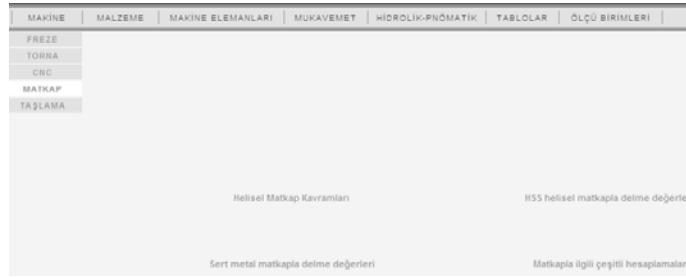 MAKİNE MALZEME MAKİNE ELEMANLARI MUKAVEMET HİDROLİK-PNÖMATİK TABLOLAR ÖLÇÜ BİRİMLERİ
FREZE
TORNA
CNC
MATKAP
TAŞLAMA
Helisel Matkap Kavramları HSS helisel matkapla delme değerle
Sert metal matkapla delme değerleri Matkapla ilgili çeşitli hesaplamalar